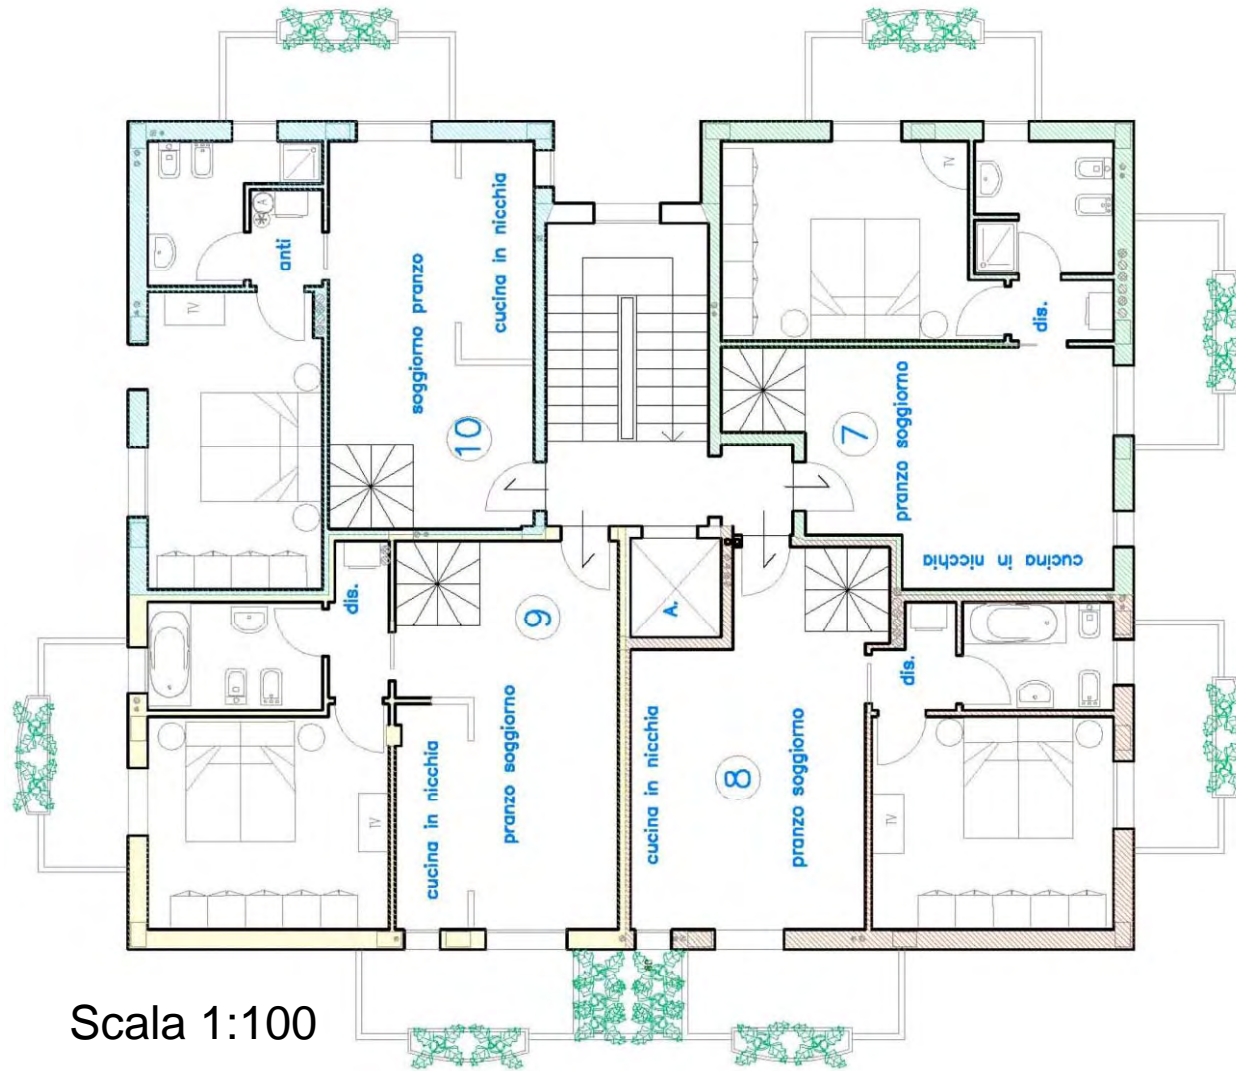 TV
cucina in nicchia
A
anti
soggiorno pranzo
TV
dis.
10
7
pranzo soggiorno
cucina in nicchia
dis.
9
A.
dis.
cucina in nicchia
pranzo soggiorno
cucina in nicchia
8
pranzo soggiorno
TV
TV
Scala 1:100